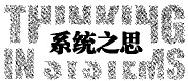 THINKING
系统之思
IN SYSTEMS